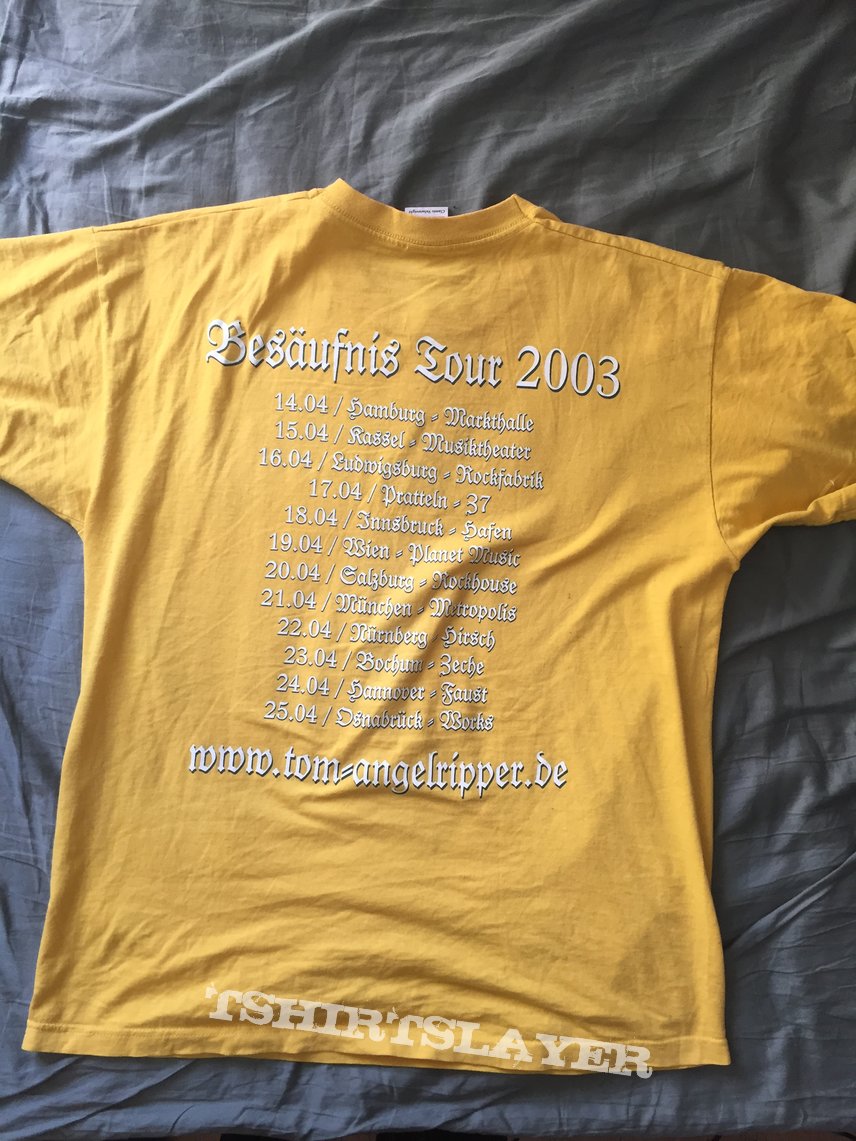 Classic Valueweight
Besäufnis Tour 2003
14.04 / Hamburg - Markthalle
15.04 / Kassel - Musiktheater
16.04 / Ludwigsburg - Rockfabrik
17.04 / Pratteln - Z7
18.04 / Innsbruck - Hafen
19.04 / Wien - Planet Music
20.04 / Salzburg - Rockhouse
21.04 / München - Metropolis
22.04 / Nürnberg - Hirsch
23.04 / Bochum - Zeche
24.04 / Hannover - Faust
25.04 / Osnabrück - Works
www.tom-angelripper.de
TSHIRTSLAYER